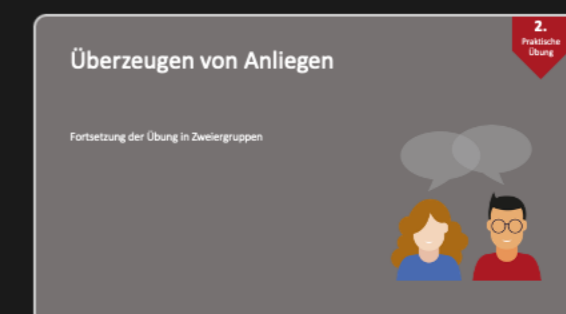 2.
Praktische
Übung
Überzeugen von Anliegen
Fortsetzung der Übung in Zweiergruppen